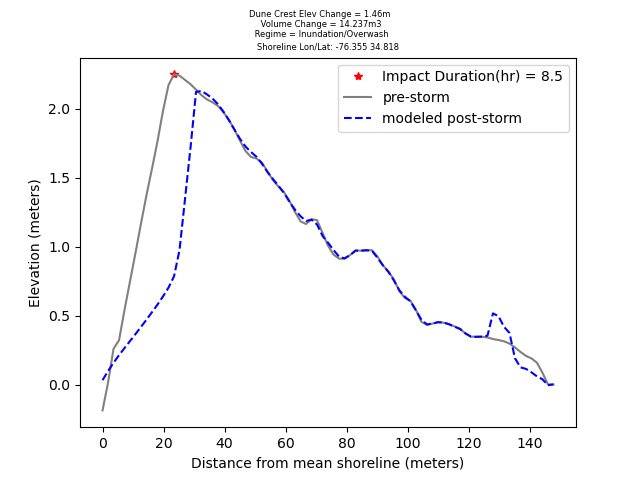 Dune Crest Elev Change = 1.46m
Volume Change = 14.237m3
Regime = Inundation/Overwash
Shoreline Lon/Lat: -76.355 34.818
Impact Duration(hr) = 8.5
pre-storm
modeled post-storm
Elevation (meters)
2.0
1.5
1.0
0.5
0.0
0 20 40 60 80 100 120 140
Distance from mean shoreline (meters)